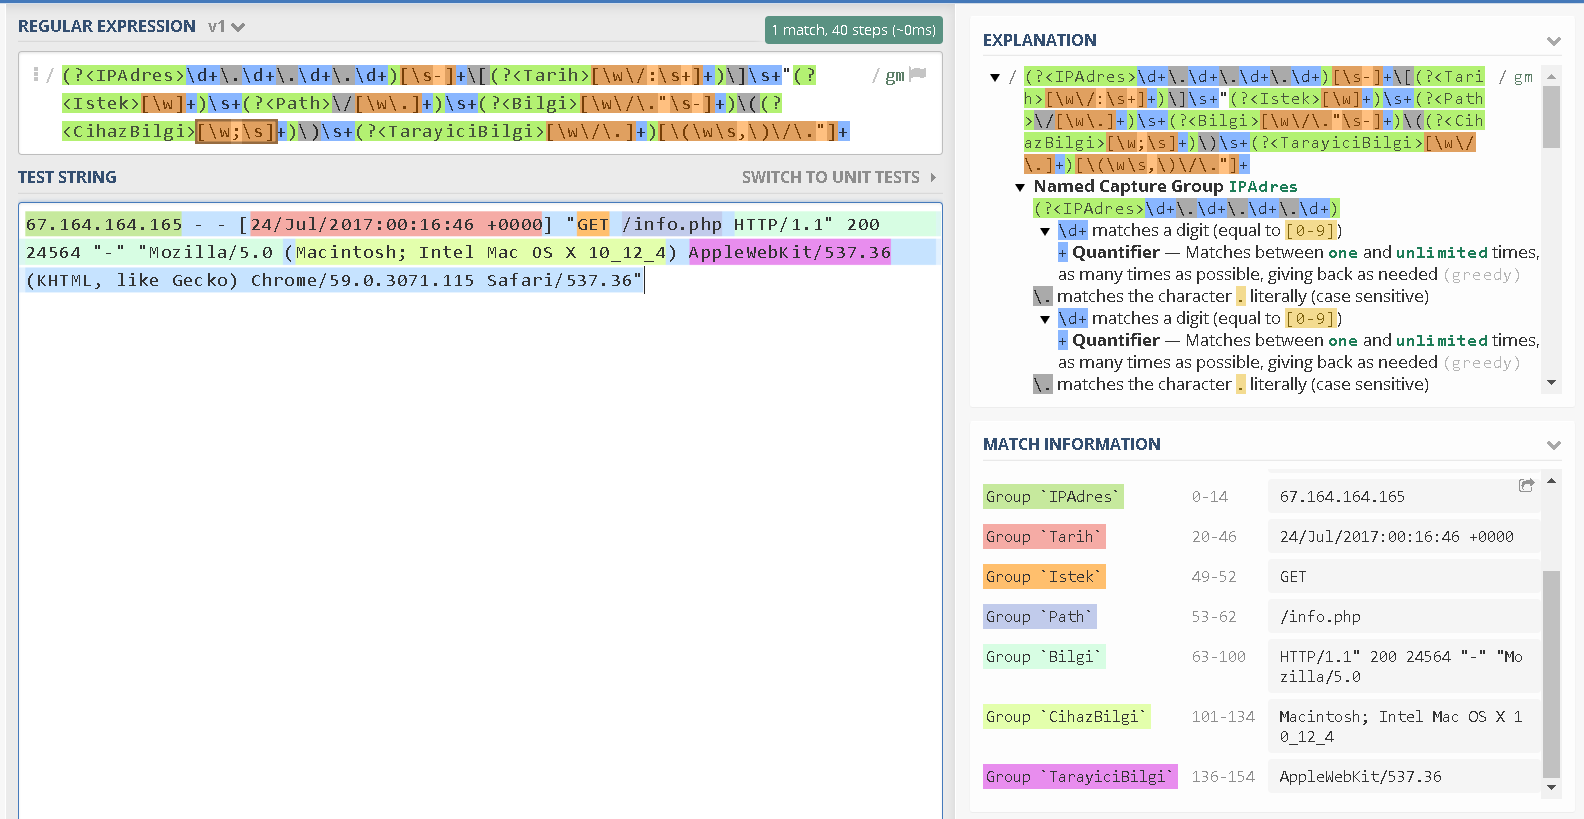 REGULAR EXPRESSION v1
1 match, 40 steps (~0ms)
/ (?<IPAdres>\d+\.\d+\.\d+\.\d+)[\s-]+\[(?<Tarih>[\w\/:\s+]+)\]\s+"(? / gm
<Istek>[\w]+)\s+(?<Path>\/[\w\.]+)\s+(?<Bilgi>[\w\/\."\s-]+)\((?
<CihazBilgi>[\w;\s]+)\)\s+(?<TarayiciBilgi>[\w\/\.]+)[\(\w\s,\)\/\."]+
TEST STRING
SWITCH TO UNIT TESTS
67.164.164.165 - - [24/Jul/2017:00:16:46 +0000] "GET /info.php HTTP/1.1" 200
24564 "-" "Mozilla/5.0 (Macintosh; Intel Mac OS X 10_12_4) AppleWebKit/537.36
(KHTML, like Gecko) Chrome/59.0.3071.115 Safari/537.36"
EXPLANATION
/ (?<IPAdres>\d+\.\d+\.\d+\.\d+)[\s-]+\[(?<Tari / gm
h>[\w\/:\s+]+)\]\s+"(?<Istek>[\w]+)\s+(?<Path
>\/[\w\.]+)\s+(?<Bilgi>[\w\/\."\s-]+)\((?<Cih
azBilgi>[\w;\s]+)\)\s+(?<TarayiciBilgi>[\w\/
\.]+)[\(\w\s,\)\/\."]+
Named Capture Group IPAdres
(?<IPAdres>\d+\.\d+\.\d+\.\d+)
\d+ matches a digit (equal to [0-9])
+ Quantifier — Matches between one and unlimited times,
as many times as possible, giving back as needed (greedy)
\. matches the character . literally (case sensitive)
\d+ matches a digit (equal to [0-9])
+ Quantifier — Matches between one and unlimited times,
as many times as possible, giving back as needed (greedy)
\. matches the character . literally (case sensitive)
MATCH INFORMATION
Group `IPAdres` 0-14 67.164.164.165
Group `Tarih` 20-46 24/Jul/2017:00:16:46 +0000
Group `Istek` 49-52 GET
Group `Path` 53-62 /info.php
Group `Bilgi` 63-100 HTTP/1.1" 200 24564 "-" "Mo
zilla/5.0
Group `CihazBilgi` 101-134 Macintosh; Intel Mac OS X 1
0_12_4
Group `TarayiciBilgi` 136-154 AppleWebKit/537.36